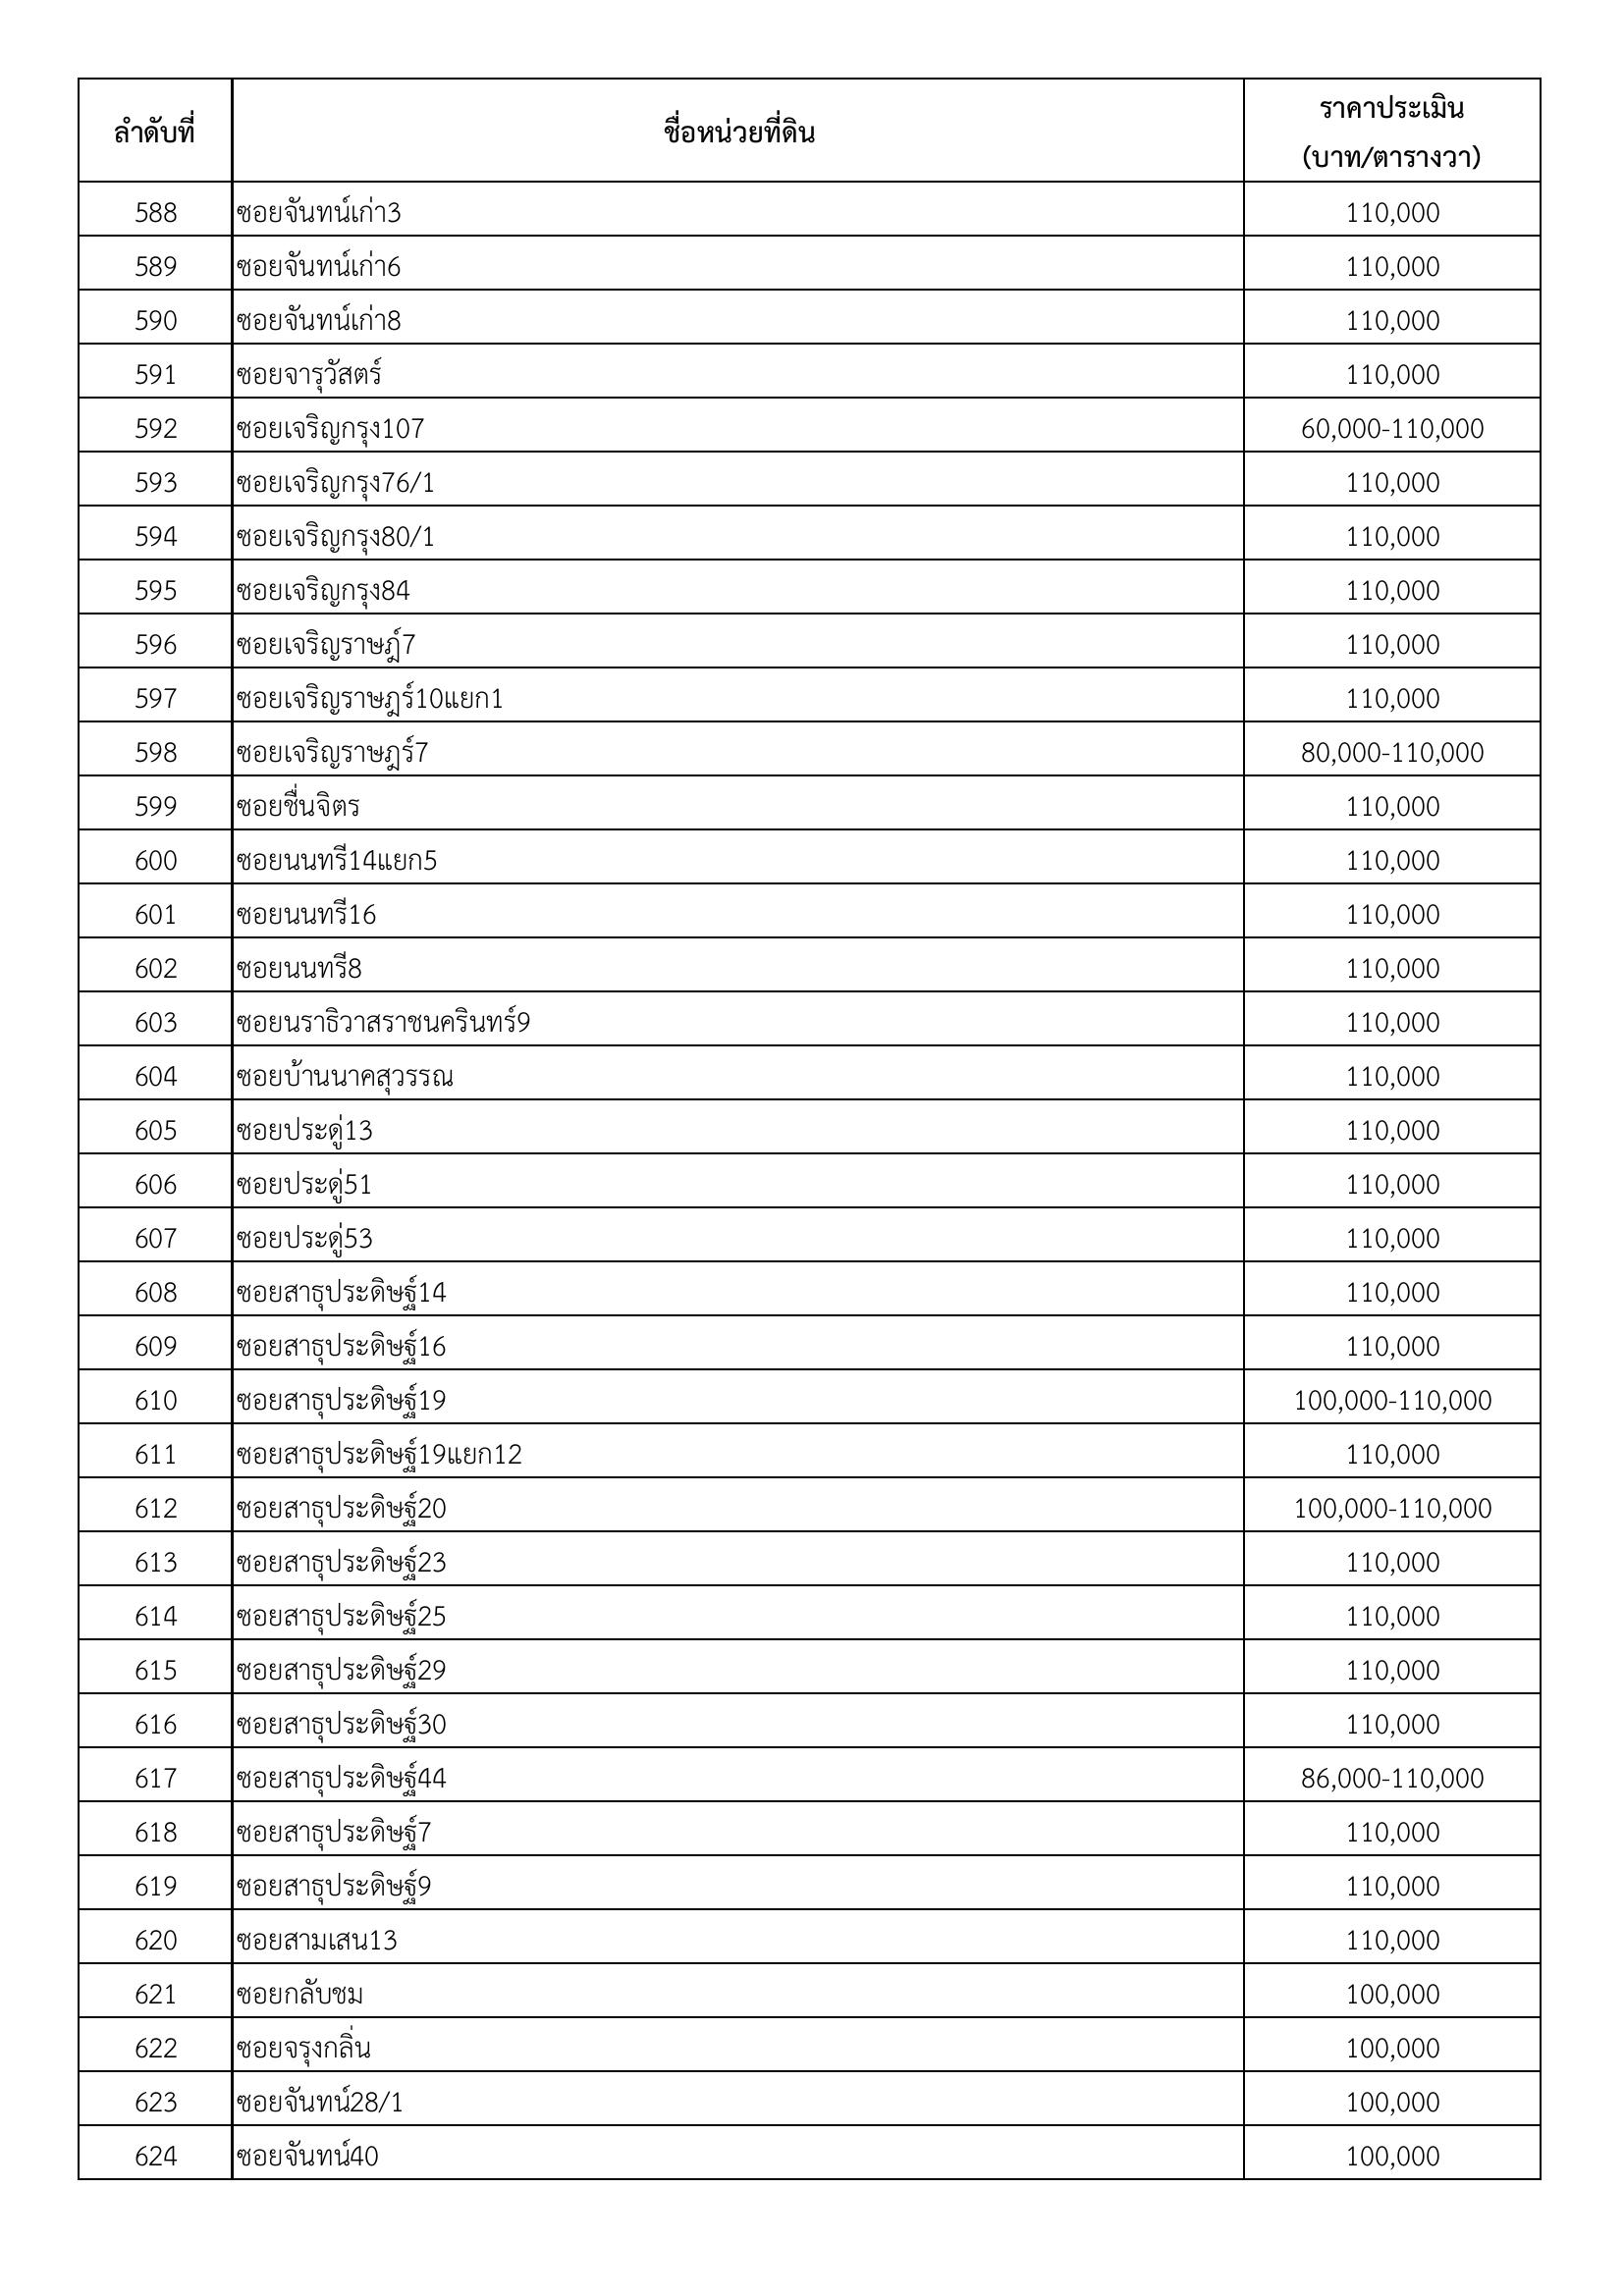 ลำดับที่ ชื่อหน่วยที่ดิน ราคาประเมิน
(บาท/ตารางวา)
588 ซอยจันทน์เก่า3 110,000
589 ซอยจันทน์เก่า6 110,000
590 ซอยจันทน์เก่า8 110,000
591 ซอยจารุวัสตร์ 110,000
592 ซอยเจริญกรุง107 60,000-110,000
593 ซอยเจริญกรุง76/1 110,000
594 ซอยเจริญกรุง80/1 110,000
595 ซอยเจริญกรุง84 110,000
596 ซอยเจริญราษฎ์7 110,000
597 ซอยเจริญราษฎร์10แยก1 110,000
598 ซอยเจริญราษฎร์7 80,000-110,000
599 ซอยชื่นจิตร 110,000
600 ซอยนนทรี14แยก5 110,000
601 ซอยนนทรี16 110,000
602 ซอยนนทรี8 110,000
603 ซอยนราธิวาสราชนครินทร์9 110,000
604 ซอยบ้านนาคสุวรรณ 110,000
605 ซอยประดู่13 110,000
606 ซอยประดู่51 110,000
607 ซอยประดู่53 110,000
608 ซอยสาธุประดิษฐ์14 110,000
609 ซอยสาธุประดิษฐ์16 110,000
610 ซอยสาธุประดิษฐ์19 100,000-110,000
611 ซอยสาธุประดิษฐ์19แยก12 110,000
612 ซอยสาธุประดิษฐ์20 100,000-110,000
613 ซอยสาธุประดิษฐ์23 110,000
614 ซอยสาธุประดิษฐ์25 110,000
615 ซอยสาธุประดิษฐ์29 110,000
616 ซอยสาธุประดิษฐ์30 110,000
617 ซอยสาธุประดิษฐ์44 86,000-110,000
618 ซอยสาธุประดิษฐ์7 110,000
619 ซอยสาธุประดิษฐ์9 110,000
620 ซอยสามเสน13 110,000
621 ซอยกลับชม 100,000
622 ซอยจรุงกลิ่น 100,000
623 ซอยจันทน์28/1 100,000
624 ซอยจันทน์40 100,000